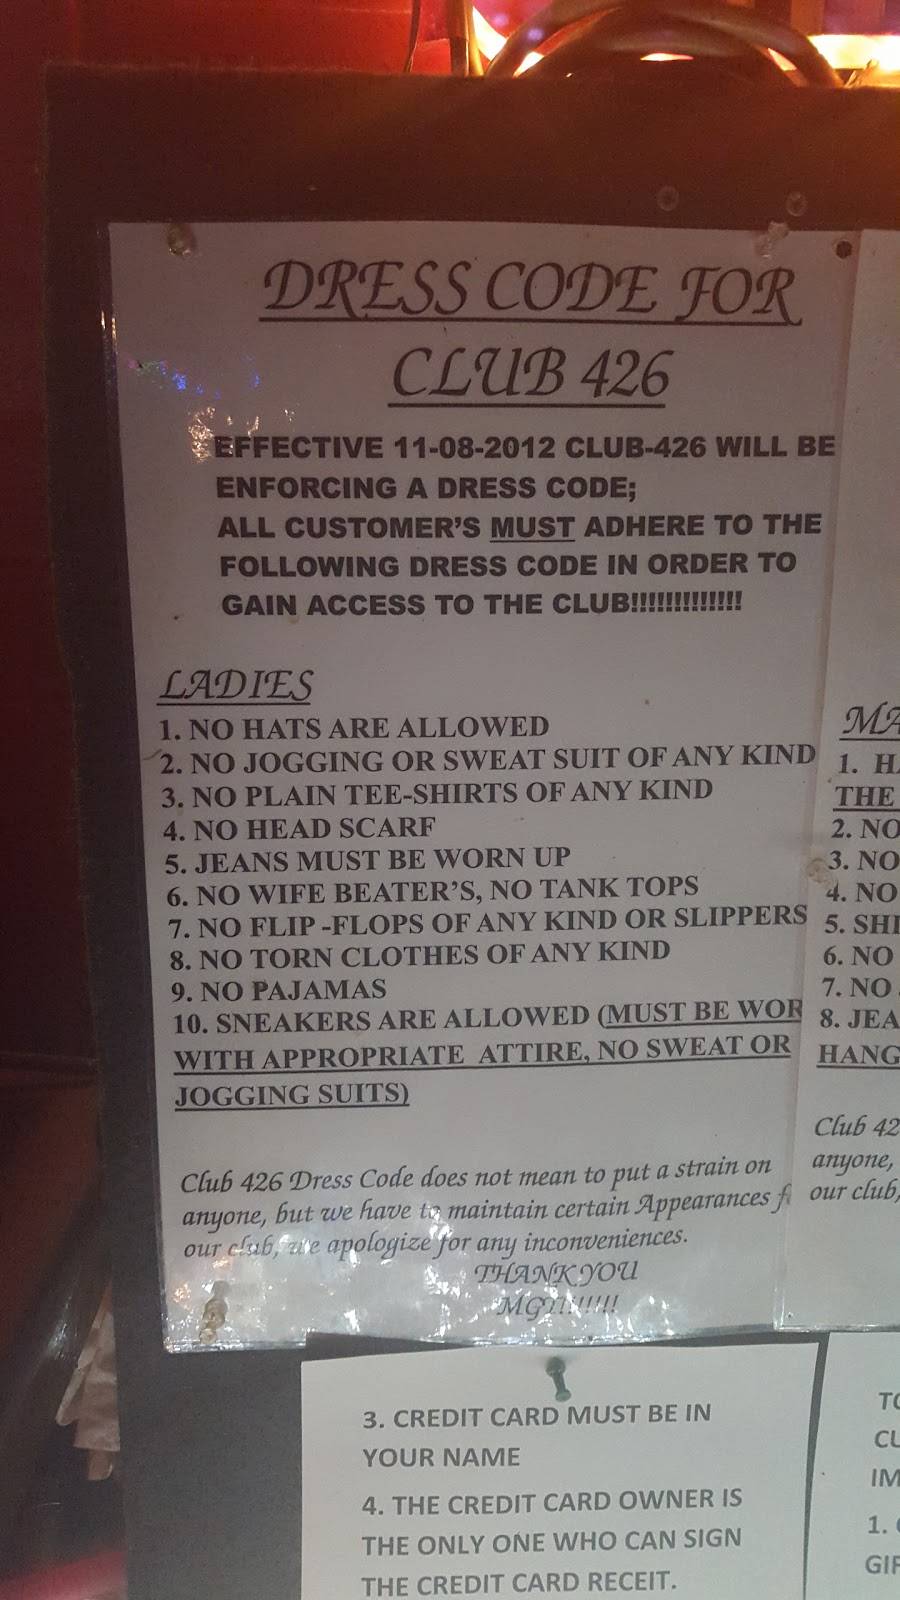 DRESS CODE FOR
CLUB 426
EFFECTIVE 11-08-2012 CLUB-426 WILL BE
ENFORCING A DRESS CODE;
ALL CUSTOMER'S MUST ADHERE TO THE
FOLLOWING DRESS CODE IN ORDER TO
GAIN ACCESS TO THE CLUB!!!!!!!!!!!!!!
LADIES
1. NO HATS ARE ALLOWED
2. NO JOGGING OR SWEAT SUIT OF ANY KIND
3. NO PLAIN TEE-SHIRTS OF ANY KIND
4. NO HEAD SCARF
5. JEANS MUST BE WORN UP
6. NO WIFE BEATER'S, NO TANK TOPS
7. NO FLIP -FLOPS OF ANY KIND OR SLIPPERS
8. NO TORN CLOTHES OF ANY KIND
9. NO PAJAMAS
10. SNEAKERS ARE ALLOWED (MUST BE WOR
WITH APPROPRIATE ATTIRE, NO SWEAT OR
JOGGING SUITS)
Club 426 Dress Code does not mean to put a strain on
anyone, but we have to maintain certain Appearances f
our club, we apologize for any inconveniences.
THANK YOU
MGT!!!!!!!
MA
1. HA
THE
2. NO
3. NO
4. NO
5. SHI
6. NO
7. NO
8. JEA
HANG
Club 42
anyone,
our club,
3. CREDIT CARD MUST BE IN
YOUR NAME
4. THE CREDIT CARD OWNER IS
THE ONLY ONE WHO CAN SIGN
THE CREDIT CARD RECEIT.
TO
CU
IM
1.
GIF